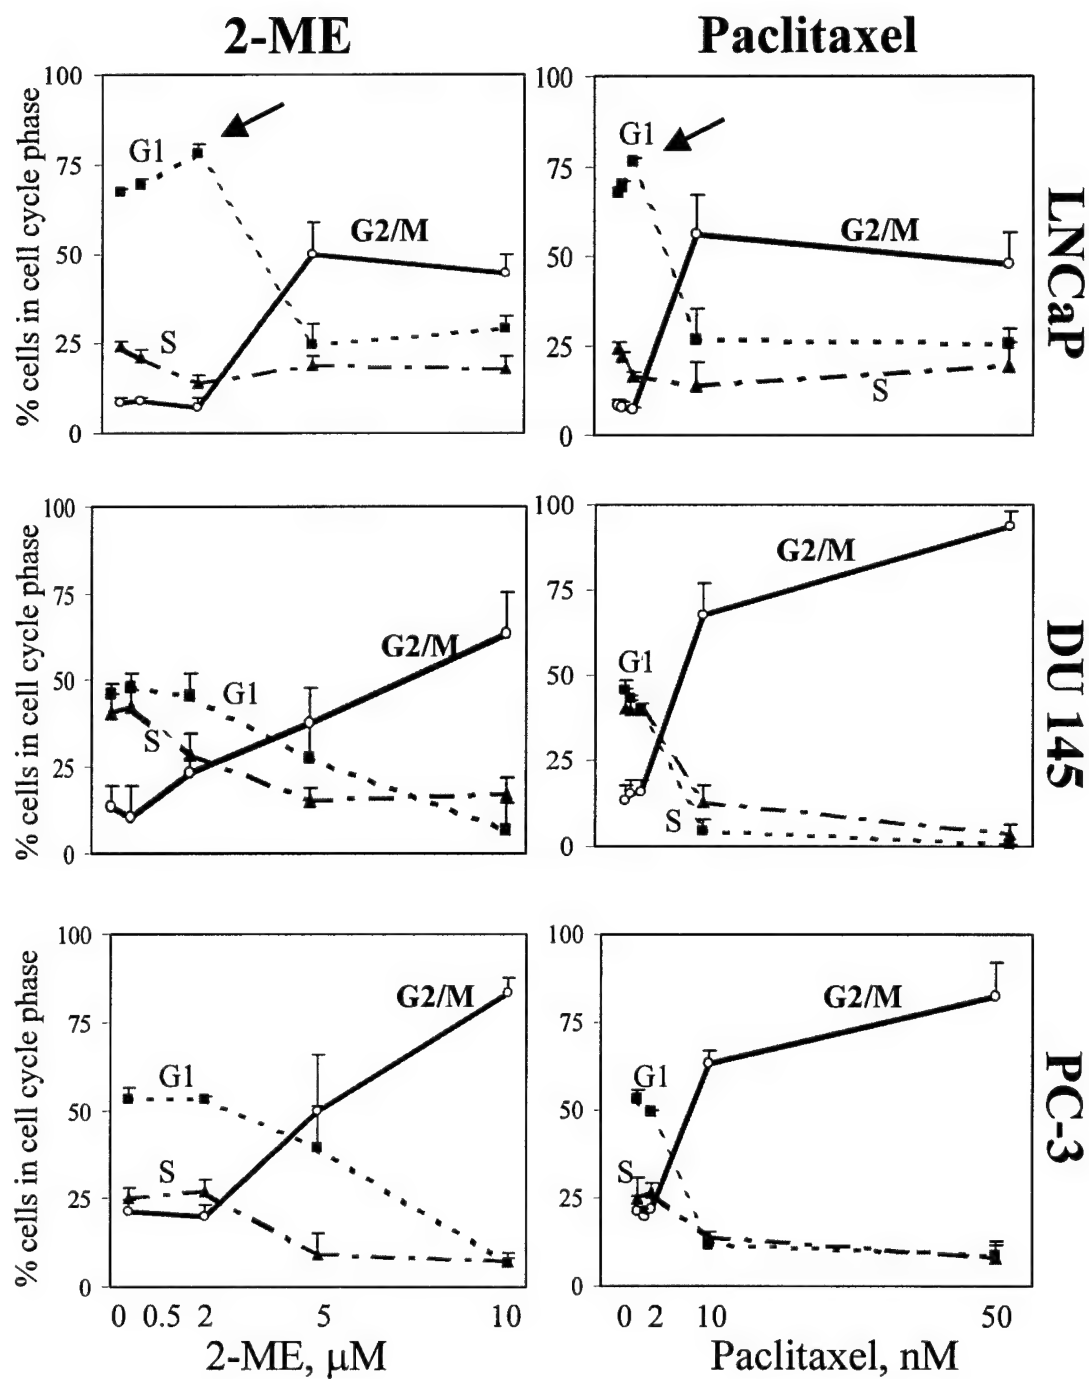 2-ME
Paclitaxel
% cells in cell cycle phase
100
75
50
25
0
G1
G2/M
S
100
75
50
25
0
G1
G2/M
S
LNCaP
% cells in cell cycle phase
100
75
50
25
0
G2/M
G1
S
100
75
50
25
0
G2/M
G1
S
DU 145
% cells in cell cycle phase
100
75
50
25
0
G2/M
G1
S
0 0.5 2 5 10
2-ME, µM
100
75
50
25
0
G2/M
G1
S
0 2 10 50
Paclitaxel, nM
PC-3